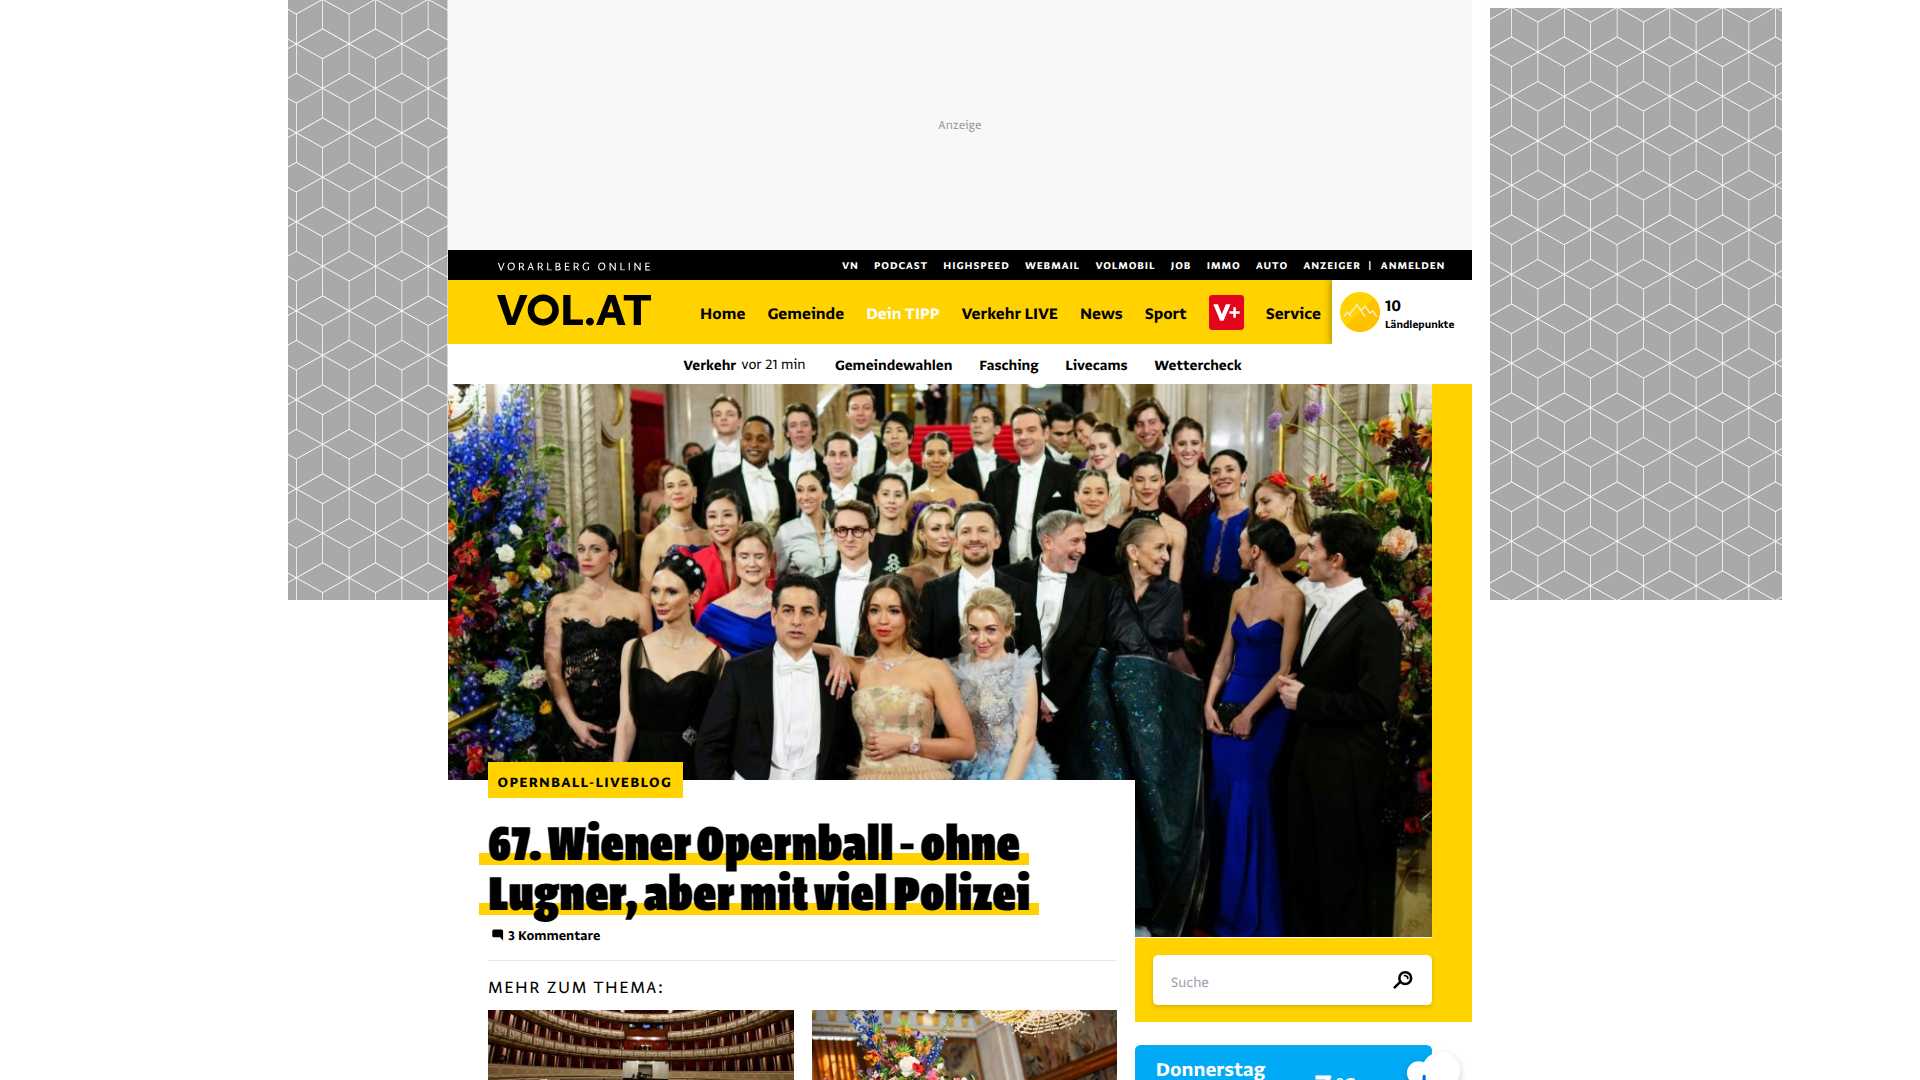 Anzeige
VORARLBERG ONLINE
VN PODCAST HIGHSPEED WEBMAIL VOLMOBIL JOB IMMO AUTO ANZEIGER | ANMELDEN
VOL.AT
Home Gemeinde Dein TIPP Verkehr LIVE News Sport V+ Service
10
Ländlepunkte
Verkehr vor 21 min Gemeindewahlen Fasching Livecams Wettercheck
OPERNBALL-LIVEBLOG
67. Wiener Opernball - ohne
Lugner, aber mit viel Polizei
3 Kommentare
Suche
MEHR ZUM THEMA:
Donnerstag